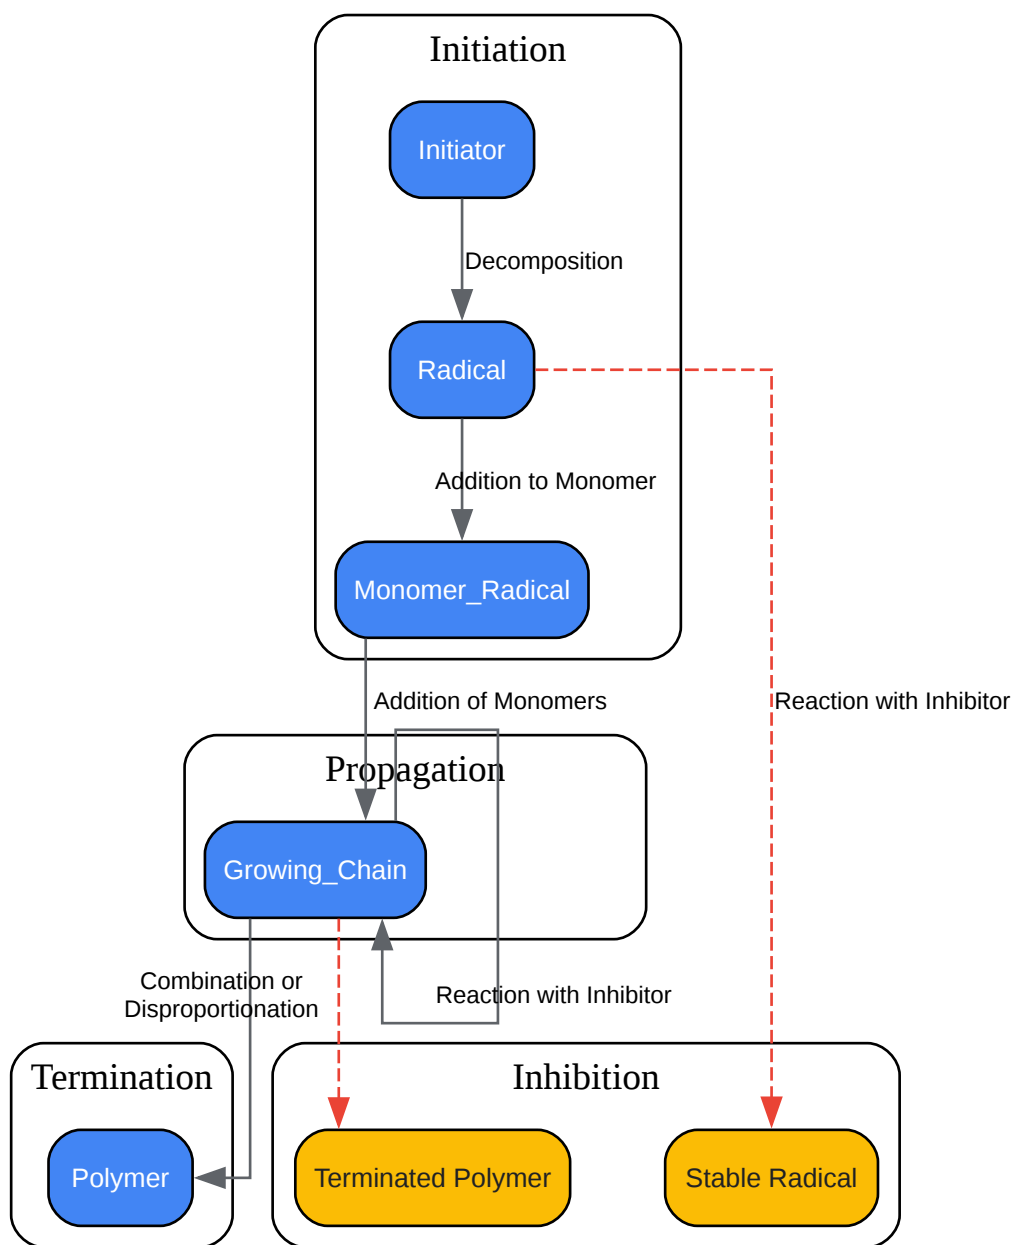 Initiation
Initiator
Decomposition
Radical
Addition to Monomer
Monomer_Radical
Addition of Monomers
Reaction with Inhibitor
Propagation
Growing_Chain
Combination or
Disproportionation
Reaction with Inhibitor
Termination
Inhibition
Polymer
Terminated Polymer
Stable Radical